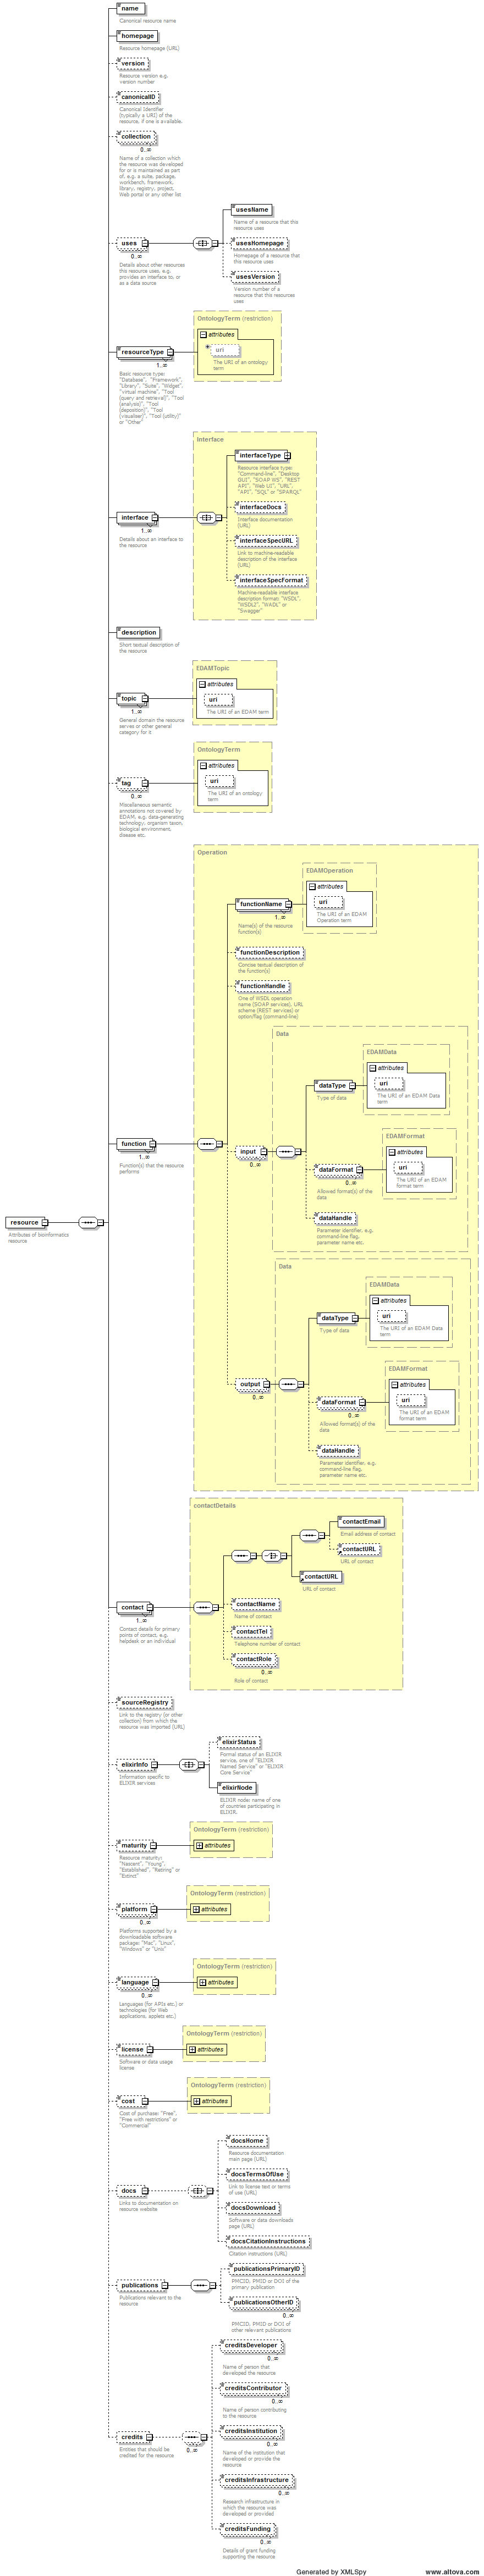 name
Canonical resource name
homepage
Resource homepage (URL)
version
Resource version e.g.
version number
canonicalID
Canonical Identifier
(typically a URI) of the
resource, if one is available.
collection
0..∞
Name of a collection which
the resource was developed
for or is maintained as part
of, e.g. a suite, package,
workbench, framework,
library, registry, project,
Web portal or any other list
uses
0..∞
Details about other resources
this resource uses, e.g.
provides an interface to, or
as a data source
usesName
Name of a resource that this
resource uses
usesHomepage
Homepage of a resource that
this resource uses
usesVersion
Version number of a
resource that this resources
uses
resourceType
1..∞
Basic resource type:
"Database", "Framework",
"Library", "Suite", "Widget",
"virtual machine", "Tool
(query and retrieval)", "Tool
(analysis)", "Tool
(deposition)", "Tool
(visualiser)", "Tool (utility)"
or "Other"
OntologyTerm (restriction)
attributes
uri
The URI of an ontology
term
interface
1..∞
Details about an interface to
the resource
Interface
interfaceType
Resource interface type:
"Command-line", "Desktop
GUI", "SOAP WS", "REST
API", "Web UI", "URL",
"API", "SQL" or "SPARQL"
interfaceDocs
Interface documentation
(URL)
interfaceSpecURL
Link to machine-readable
description of the interface
(URL)
interfaceSpecFormat
Machine-readable interface
description format: "WSDL",
"WSDL2", "WADL" or
"Swagger"
description
Short textual description of
the resource
topic
1..∞
General domain the resource
serves or other general
category for it
EDAMTopic
attributes
uri
The URI of an EDAM term
tag
0..∞
Miscellaneous semantic
annotations not covered by
EDAM, e.g. data-generating
technology, organism taxon,
biological environment,
disease etc.
OntologyTerm
attributes
uri
The URI of an ontology
term
function
1..∞
Function(s) that the resource
performs
Operation
functionName
1..∞
Name(s) of the resource
function(s)
EDAMOperation
attributes
uri
The URI of an EDAM
Operation term
functionDescription
Concise textual description of
the function(s)
functionHandle
One of WSDL operation
name (SOAP services), URL
scheme (REST services) or
option/flag (command-line)
input
0..∞
Data
dataType
Type of data
EDAMData
attributes
uri
The URI of an EDAM Data
term
dataFormat
0..∞
Allowed format(s) of the
data
EDAMFormat
attributes
uri
The URI of an EDAM
format term
dataHandle
Parameter identifier, e.g.
command-line flag,
parameter name etc.
output
0..∞
Data
dataType
Type of data
EDAMData
attributes
uri
The URI of an EDAM Data
term
dataFormat
0..∞
Allowed format(s) of the
data
EDAMFormat
attributes
uri
The URI of an EDAM
format term
dataHandle
Parameter identifier, e.g.
command-line flag,
parameter name etc.
resource
Attributes of bioinformatics
resource
contact
1..∞
Contact details for primary
points of contact, e.g.
helpdesk or an individual
contactDetails
contactEmail
Email address of contact
contactURL
URL of contact
contactURL
URL of contact
contactName
Name of contact
contactTel
Telephone number of contact
contactRole
0..∞
Role of contact
sourceRegistry
Link to the registry (or other
collection) from which the
resource was imported (URL)
elixirInfo
Information specific to
ELIXIR services
elixirStatus
Formal status of an ELIXIR
service, one of "ELIXIR
Named Service" or "ELIXIR
Core Service"
elixirNode
ELIXIR node: name of one
of countries participating in
ELIXIR.
maturity
Resource maturity:
"Nascent", "Young",
"Established", "Retiring" or
"Extinct"
OntologyTerm (restriction)
attributes
platform
0..∞
Platforms supported by a
downloadable software
package: "Mac", "Linux",
"Windows" or "Unix"
OntologyTerm (restriction)
attributes
language
0..∞
Languages (for APIs etc.) or
technologies (for Web
applications, applets etc.)
OntologyTerm (restriction)
attributes
license
Software or data usage
license
OntologyTerm (restriction)
attributes
cost
Cost of purchase: "Free",
"Free with restrictions" or
"Commercial"
OntologyTerm (restriction)
attributes
docs
Links to documentation on
resource website
docsHome
Resource documentation
main page (URL)
docsTermsOfUse
Link to license text or terms
of use (URL)
docsDownload
Software or data downloads
page (URL)
docsCitationInstructions
Citation instructions (URL)
publications
Publications relevant to the
resource
publicationsPrimaryID
PMCID, PMID or DOI of the
primary publication
publicationsOtherID
0..∞
PMCID, PMID or DOI of
other relevant publications
credits
Entities that should be
credited for the resource
0..∞
creditsDeveloper
0..∞
Name of person that
developed the resource
creditsContributor
0..∞
Name of person contributing
to the resource
creditsInstitution
0..∞
Name of the institution that
developed or provide the
resource
creditsInfrastructure
0..∞
Research infrastructure in
which the resource was
developed or provided
creditsFunding
0..∞
Details of grant funding
supporting the resource
Generated by XMLSpy
www.altova.com